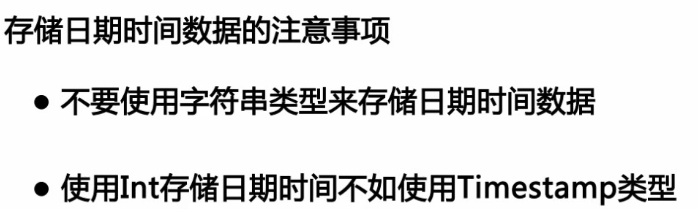 存储日期时间数据的注意事项
● 不要使用字符串类型来存储日期时间数据
● 使用Int存储日期时间不如使用Timestamp类型